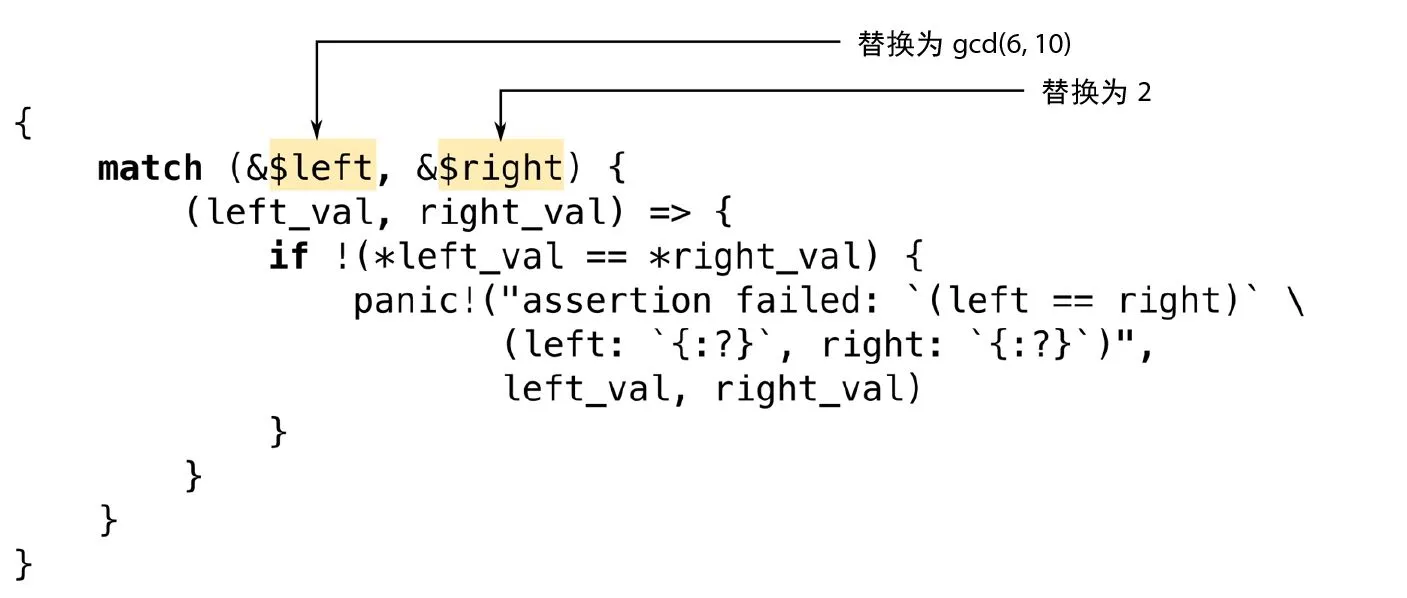 替换为 gcd(6, 10)
替换为 2
{
    match (&$left, &$right) {
        (left_val, right_val) => {
            if !(*left_val == *right_val) {
                panic!("assertion failed: `(left == right)` \
                       (left: `{:?}`, right: `{:?}`)",
                       left_val, right_val)
            }
        }
    }
}